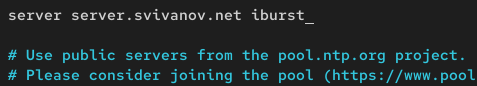 server server.svivanov.net iburst_
# Use public servers from the pool.ntp.org project.
# Please consider joining the pool (https://www.pool